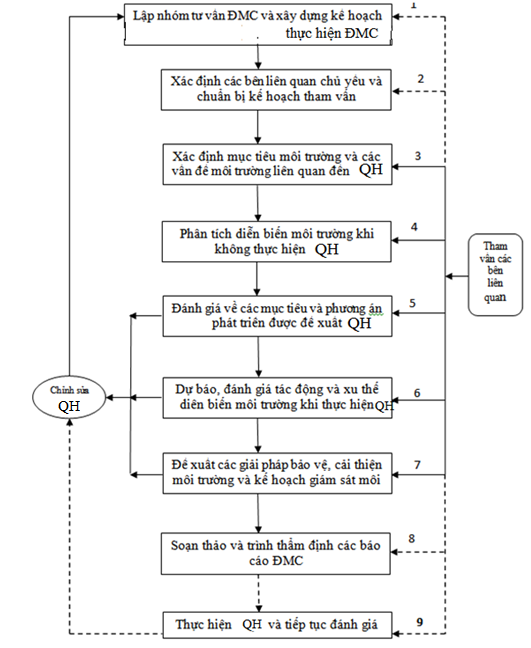 1
Lập nhóm tư vấn ĐMC và xây dựng kế hoạch
thực hiện ĐMC
2
Xác định các bên liên quan chủ yếu và
chuẩn bị kế hoạch tham vấn
3
Xác định mục tiêu môi trường và các
vấn đề môi trường liên quan đến QH
4
Phân tích diễn biến môi trường khi
không thực hiện QH
Tham
vấn các
bên
liên
quan
5
Đánh giá về các mục tiêu và phương án
phát triển được đề xuất QH
Chỉnh sửa
QH
6
Dự báo, đánh giá tác động và xu thế
diễn biến môi trường khi thực hiện QH
7
Đề xuất các giải pháp bảo vệ, cải thiện
môi trường và kế hoạch giám sát môi
8
Soạn thảo và trình thẩm định các báo
cáo ĐMC
9
Thực hiện QH và tiếp tục đánh giá